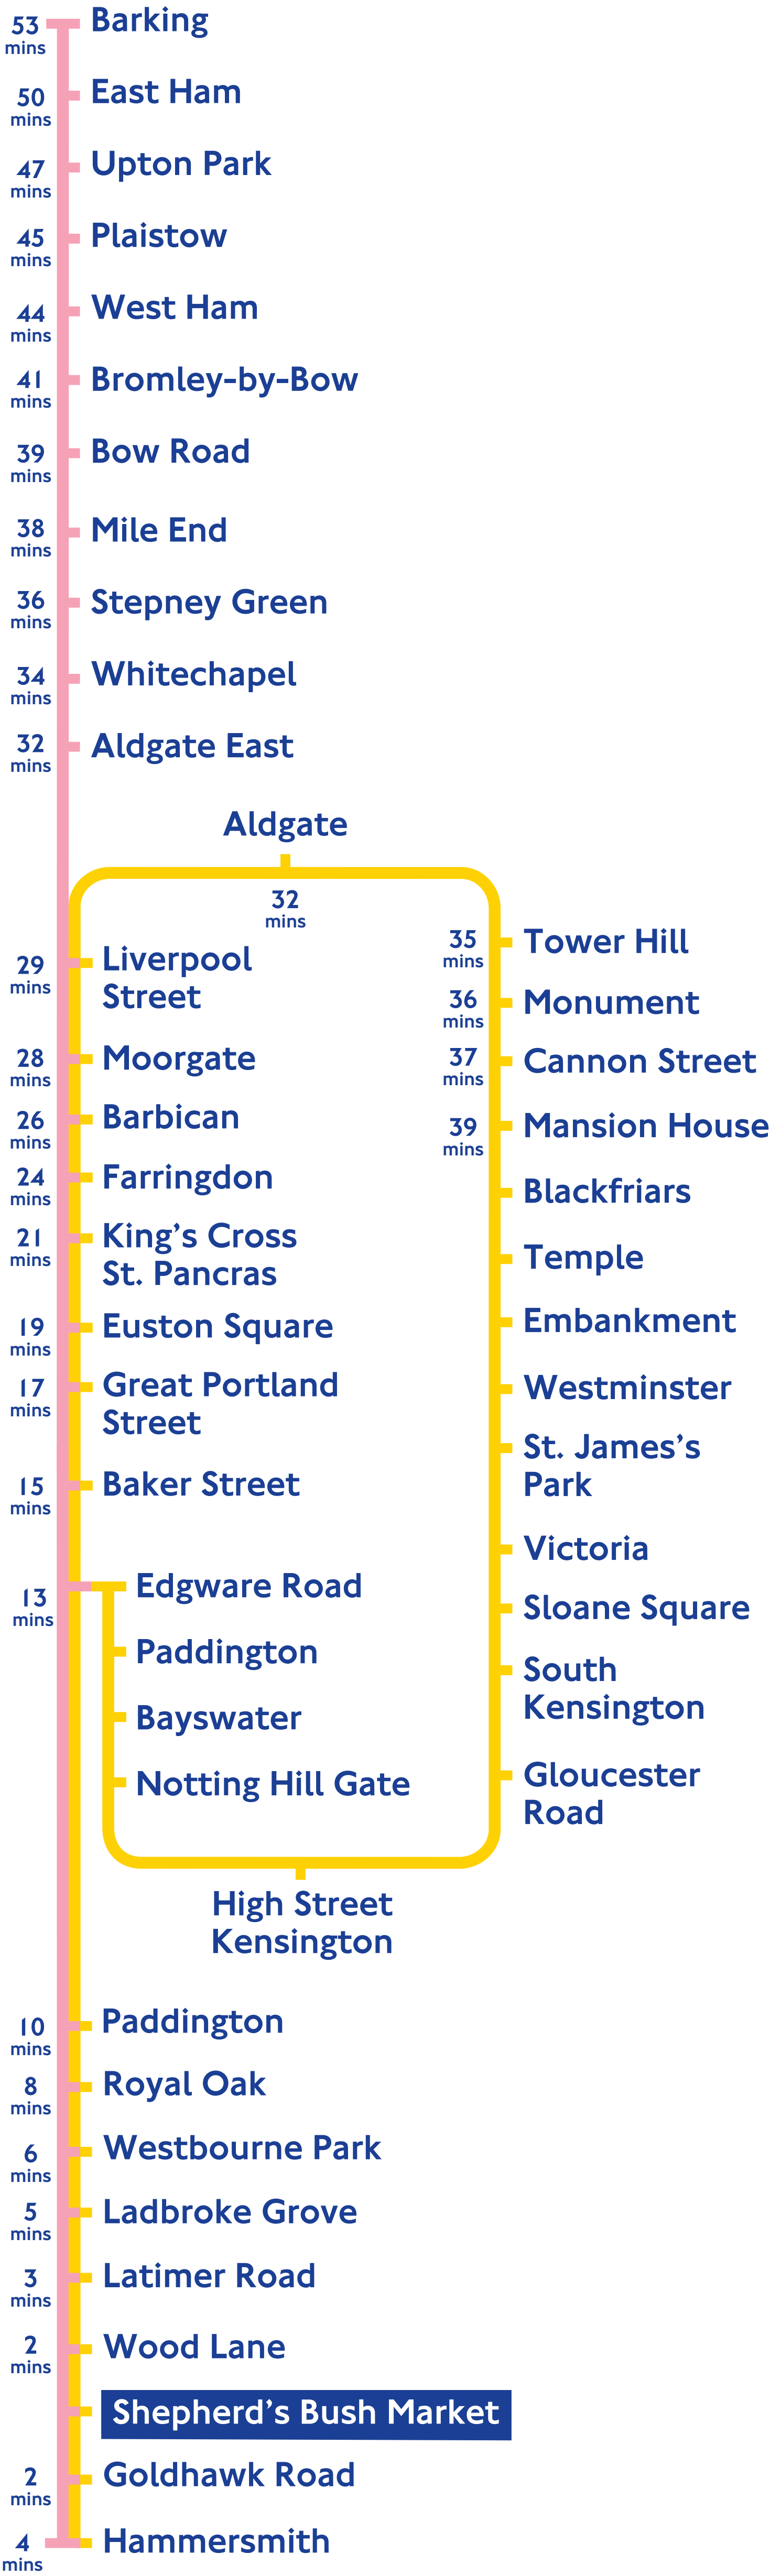 53
mins
Barking
50
mins
East Ham
47
mins
Upton Park
45
mins
Plaistow
44
mins
West Ham
41
mins
Bromley-by-Bow
39
mins
Bow Road
38
mins
Mile End
36
mins
Stepney Green
34
mins
Whitechapel
32
mins
Aldgate East
Aldgate
32
mins
29
mins
Liverpool
Street
28
mins
Moorgate
26
mins
Barbican
24
mins
Farringdon
21
mins
King's Cross
St. Pancras
19
mins
Euston Square
17
mins
Great Portland
Street
15
mins
Baker Street
13
mins
Edgware Road
Paddington
Bayswater
Notting Hill Gate
35
mins
Tower Hill
36
mins
Monument
37
mins
Cannon Street
39
mins
Mansion House
Blackfriars
Temple
Embankment
Westminster
St. James's
Park
Victoria
Sloane Square
South
Kensington
Gloucester
Road
High Street
Kensington
10
mins
Paddington
8
mins
Royal Oak
6
mins
Westbourne Park
5
mins
Ladbroke Grove
3
mins
Latimer Road
2
mins
Wood Lane
Shepherd's Bush Market
2
mins
Goldhawk Road
4
mins
Hammersmith